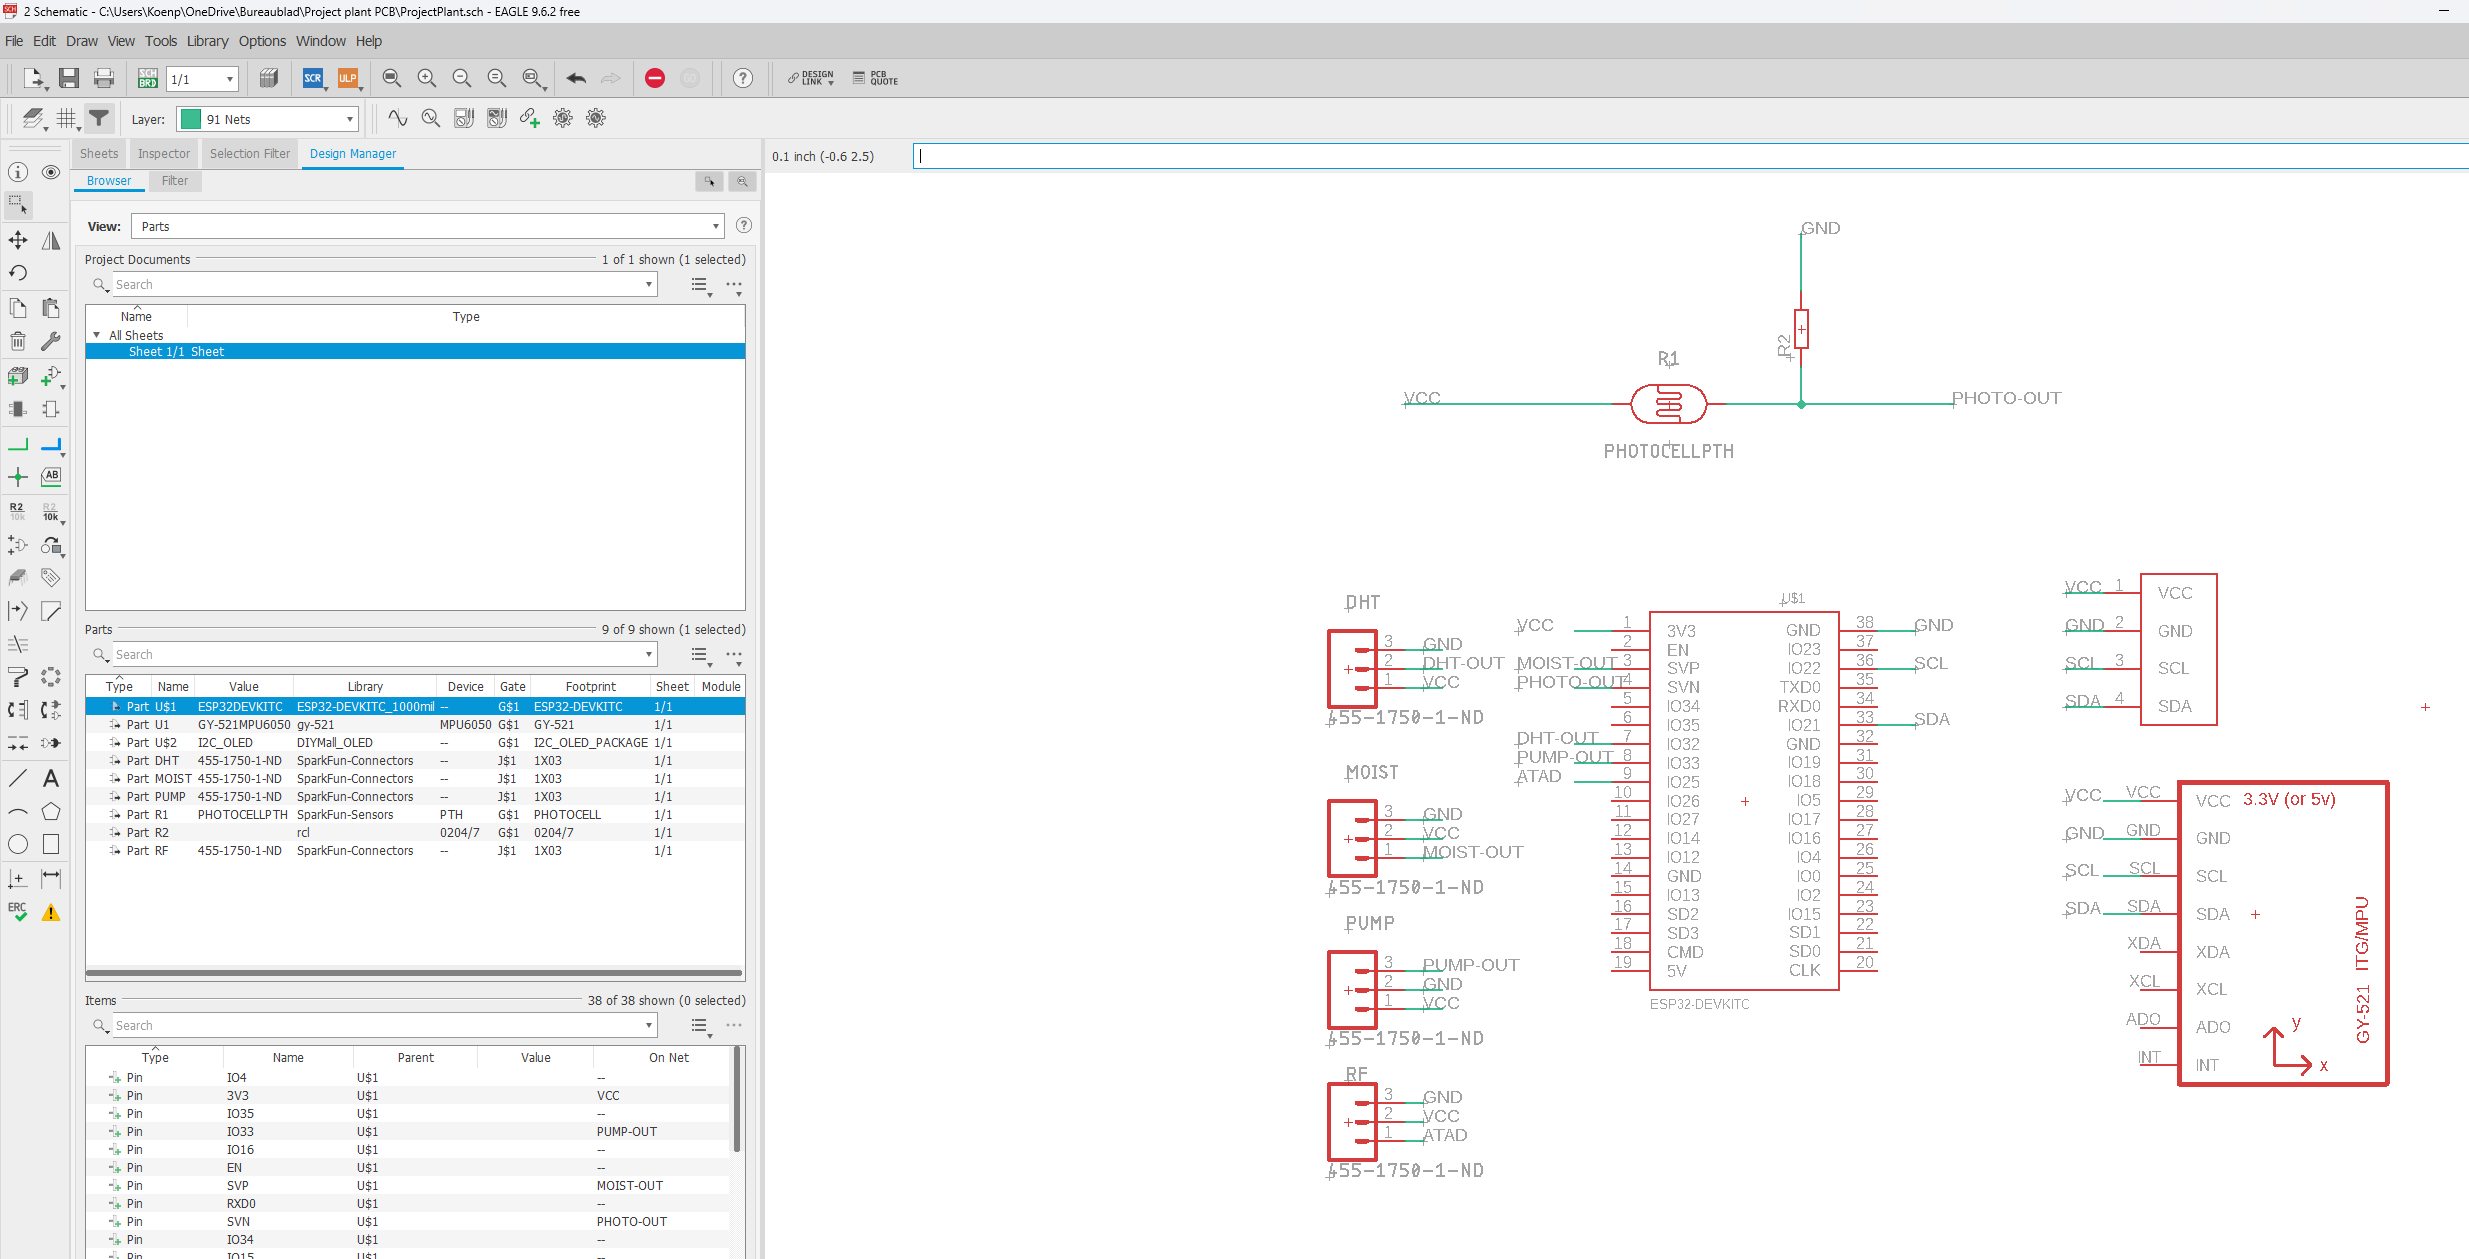 2 Schematic - C:\Users\Koenp\OneDrive\Bureaublad\Project plant PCB\ProjectPlant.sch - EAGLE 9.6.2 free
File Edit Draw View Tools Library Options Window Help
SCH BRD 1/1 SCR ULP DESIGN LINK PCB QUOTE
Layer: 91 Nets
Sheets Inspector Selection Filter Design Manager
0.1 inch (-0.6 2.5)
Browser Filter
View: Parts
Project Documents 1 of 1 shown (1 selected)
Search
Name Type
All Sheets
Sheet 1/1 Sheet
Parts 9 of 9 shown (1 selected)
Search
Type Name Value Library Device Gate Footprint Sheet Module
Part U$1 ESP32DEVKITC ESP32-DEVKITC_1000mil -- G$1 ESP32-DEVKITC 1/1
Part U1 GY-521MPU6050 gy-521 MPU6050 G$1 GY-521 1/1
Part U$2 I2C_OLED DIYMall_OLED -- G$1 I2C_OLED_PACKAGE 1/1
Part DHT 455-1750-1-ND SparkFun-Connectors -- J$1 1X03 1/1
Part MOIST 455-1750-1-ND SparkFun-Connectors -- J$1 1X03 1/1
Part PUMP 455-1750-1-ND SparkFun-Connectors -- J$1 1X03 1/1
Part R1 PHOTOCELLPTH SparkFun-Sensors PTH G$1 PHOTOCELL 1/1
Part R2 rcl 0204/7 G$1 0204/7 1/1
Part RF 455-1750-1-ND SparkFun-Connectors -- J$1 1X03 1/1
Items 38 of 38 shown (0 selected)
Search
Type Name Parent Value On Net
Pin IO4 U$1 --
Pin 3V3 U$1 VCC
Pin IO35 U$1 --
Pin IO33 U$1 PUMP-OUT
Pin IO16 U$1 --
Pin EN U$1 --
Pin SVP U$1 MOIST-OUT
Pin RXD0 U$1 --
Pin SVN U$1 PHOTO-OUT
Pin IO34 U$1 --
Pin IO15 U$1 --
R2 10k R2 10k
AB
A
ERC
GND
R2
R1
VCC
PHOTO-OUT
PHOTOCELLPTH
DHT
3 GND
2 DHT-OUT
1 VCC
455-1750-1-ND
MOIST
3 GND
2 VCC
1 MOIST-OUT
455-1750-1-ND
PUMP
3 PUMP-OUT
2 GND
1 VCC
455-1750-1-ND
RF
3 GND
2 VCC
1 ATAD
455-1750-1-ND
U$1
VCC 1 3V3 GND 38 GND
2 EN IO23 37
MOIST-OUT 3 SVP IO22 36 SCL
PHOTO-OUT 4 SVN TXD0 35
5 IO34 RXD0 34
6 IO35 IO21 33 SDA
DHT-OUT 7 IO32 GND 32
PUMP-OUT 8 IO33 IO19 31
ATAD 9 IO25 IO18 30
10 IO26 IO5 29
11 IO27 IO17 28
12 IO14 IO16 27
13 IO12 IO4 26
14 GND IO0 25
15 IO13 IO2 24
16 SD2 IO15 23
17 SD3 SD1 22
18 CMD SD0 21
19 5V CLK 20
ESP32-DEVKITC
VCC 1 VCC
GND 2 GND
SCL 3 SCL
SDA 4 SDA
VCC VCC VCC 3.3V (or 5v)
GND GND GND
SCL SCL SCL
SDA SDA SDA
XDA XDA
XCL XCL
ADO ADO
INT INT
y
x
GY-521 ITG/MPU